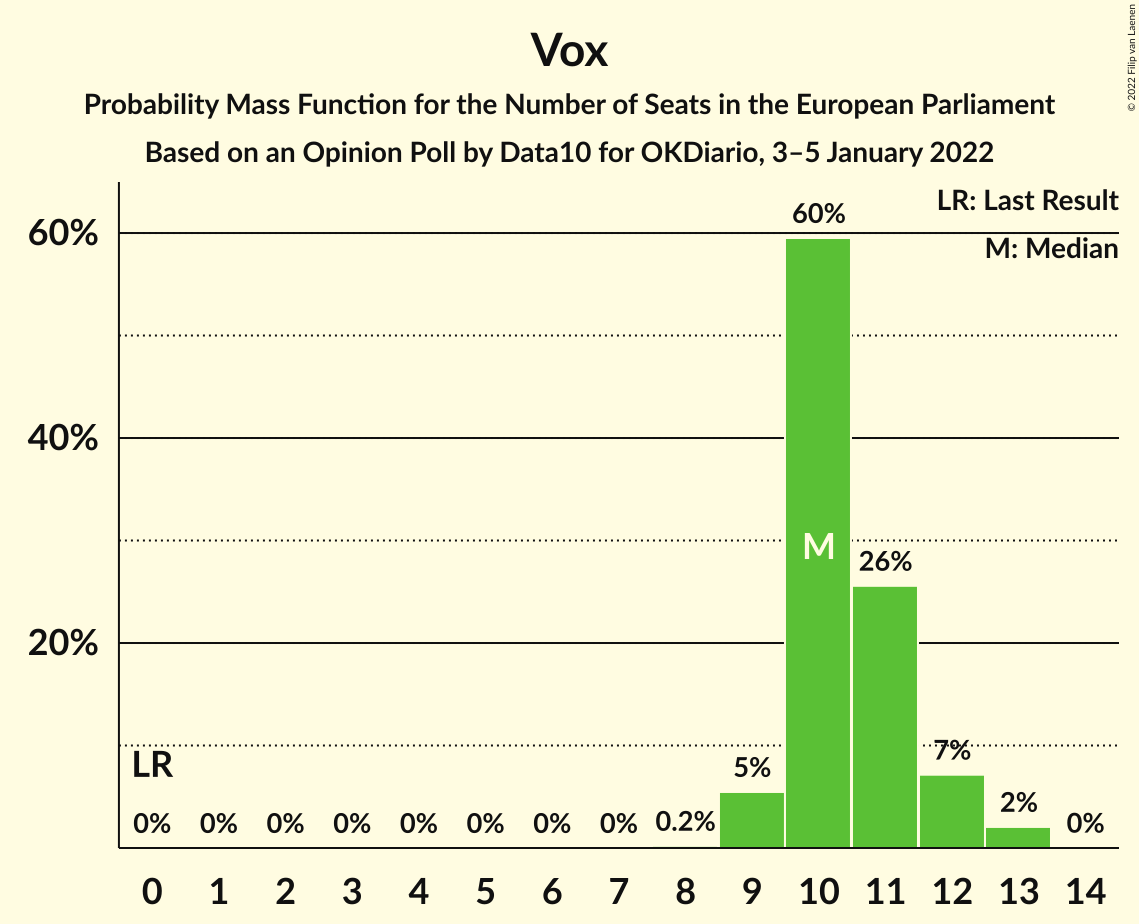 Vox
Probability Mass Function for the Number of Seats in the European Parliament
Based on an Opinion Poll by Data10 for OKDiario, 3–5 January 2022
© 2022 Filip van Laenen
LR: Last Result
M: Median
60%
40%
20%
60%
M
26%
LR
7%
5%
2%
0% 0% 0% 0% 0% 0% 0% 0% 0.2% 0%
0 1 2 3 4 5 6 7 8 9 10 11 12 13 14